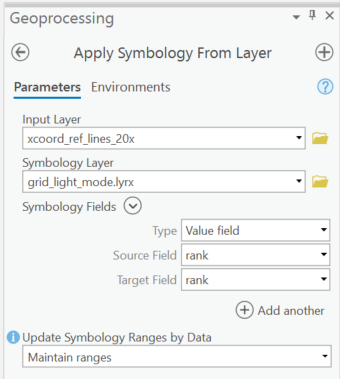 Geoprocessing
Apply Symbology From Layer
Parameters Environments
Input Layer
xcoord_ref_lines_20x
Symbology Layer
grid_light_mode.lyrx
Symbology Fields
Type Value field
Source Field rank
Target Field rank
Add another
Update Symbology Ranges by Data
Maintain ranges